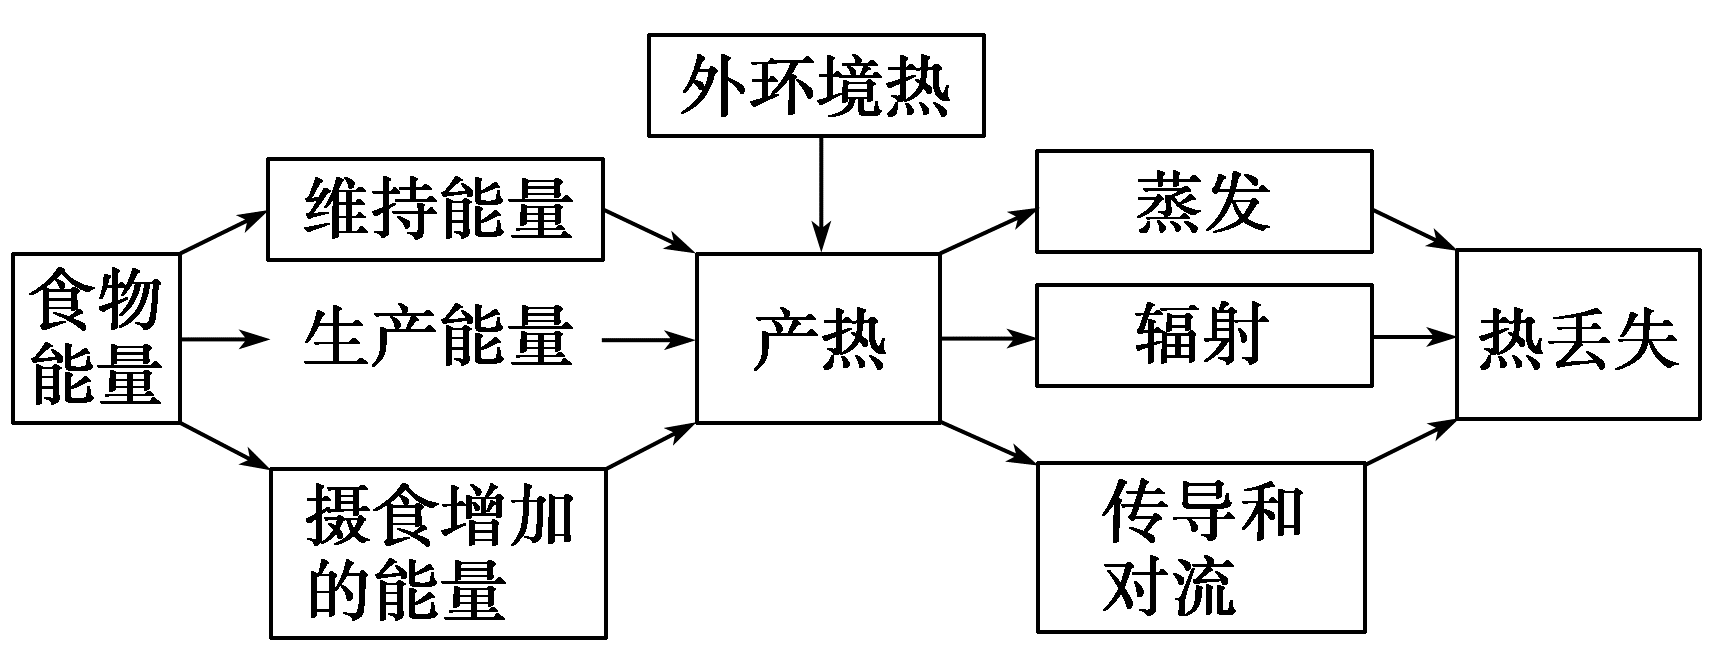 外环境热
维持能量
蒸发
食物
能量
生产能量
产热
辐射
热丢失
摄食增加
的能量
传导和
对流